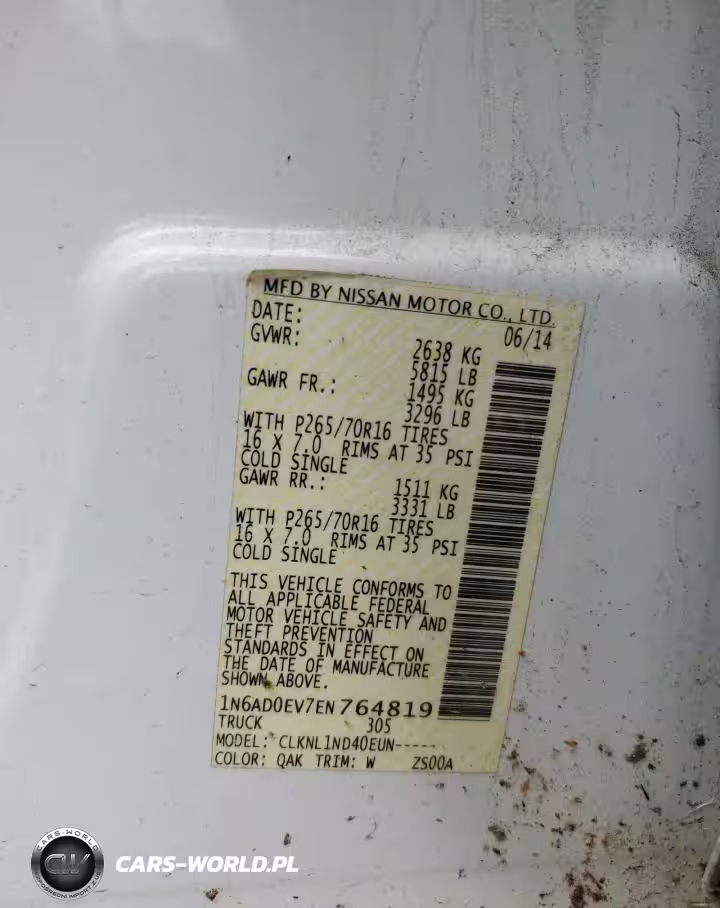 MFD BY NISSAN MOTOR CO., LTD.
DATE: 06/14
GVWR: 2638 KG
5815 LB
GAWR FR.: 1495 KG
3296 LB
WITH P265/70R16 TIRES
16 X 7.0 RIMS AT 35 PSI
COLD SINGLE
GAWR RR.: 1511 KG
3331 LB
WITH P265/70R16 TIRES
16 X 7.0 RIMS AT 35 PSI
COLD SINGLE
THIS VEHICLE CONFORMS TO
ALL APPLICABLE FEDERAL
MOTOR VEHICLE SAFETY AND
THEFT PREVENTION
STANDARDS IN EFFECT ON
THE DATE OF MANUFACTURE
SHOWN ABOVE.
1N6AD0EV7EN764819
TRUCK 305
MODEL: CLKNL1ND40EUN-----
COLOR: QAK TRIM: W ZS00A
CARS-WORLD
CW
CARS-WORLD.PL